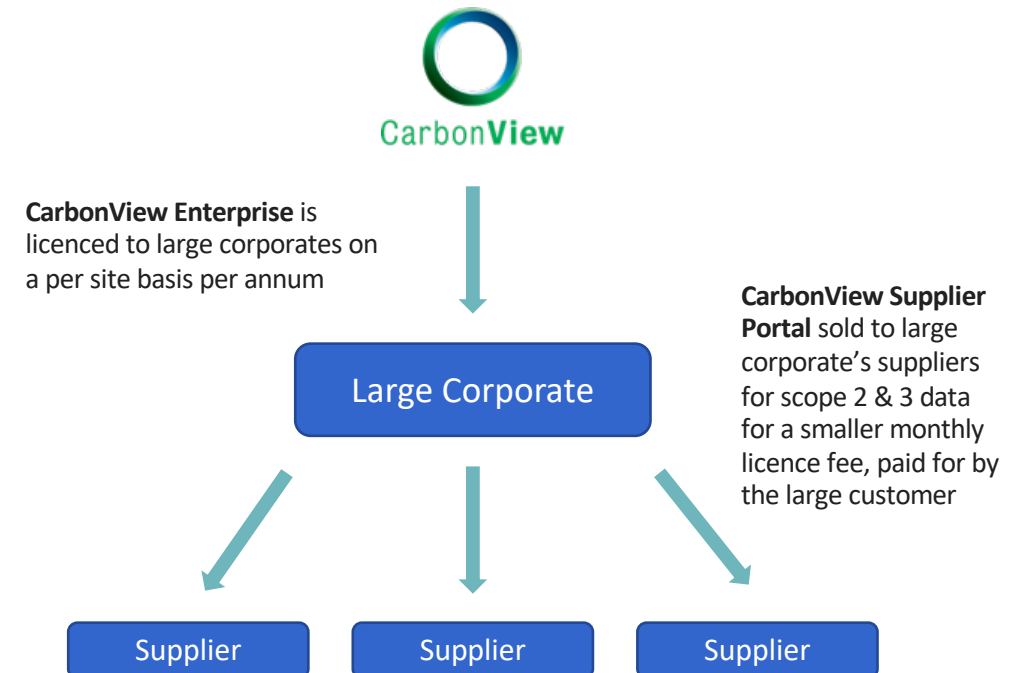 CarbonView
CarbonView Enterprise is
licenced to large corporates on
a per site basis per annum
CarbonView Supplier
Portal sold to large
corporate’s suppliers
for scope 2 & 3 data
for a smaller monthly
licence fee, paid for by
the large customer
Large Corporate
Supplier
Supplier
Supplier